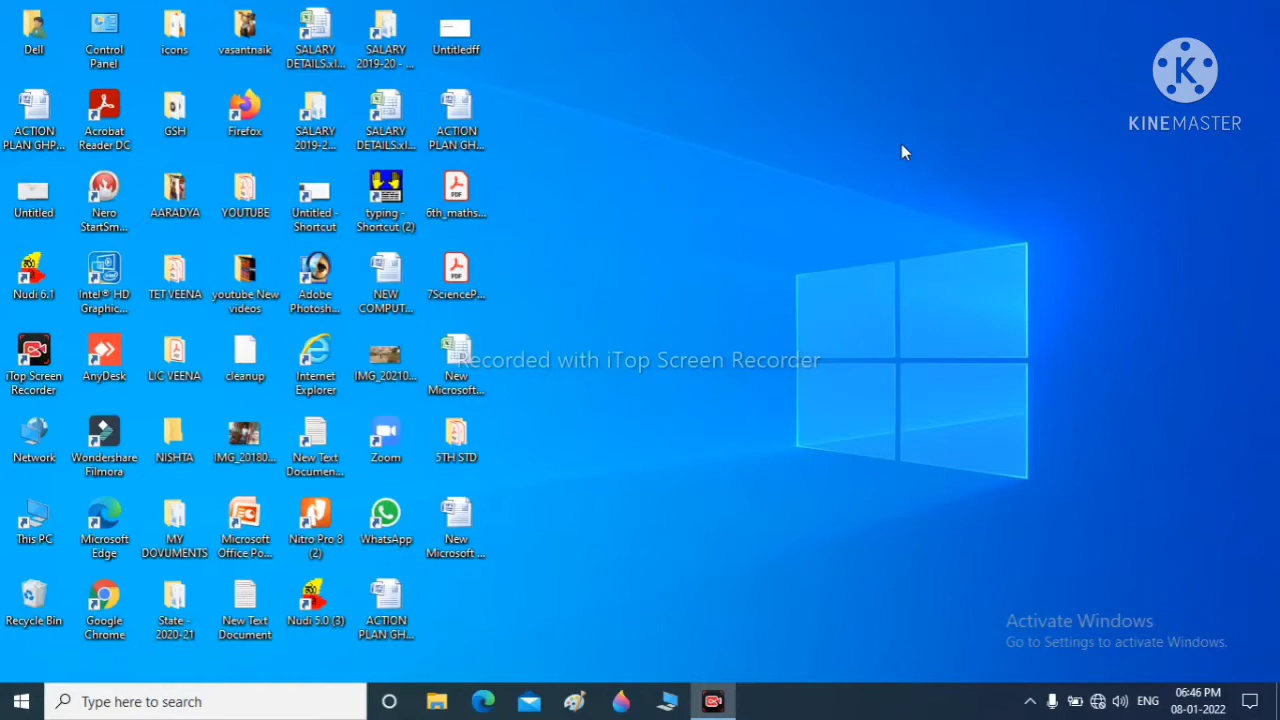 Dell
Control
Panel
icons
vasantnaik
SALARY
DETAILS.xl...
SALARY
2019-20 - ...
Untitledff
K
KINEMASTER
ACTION
PLAN GHP...
Acrobat
Reader DC
GSH
Firefox
SALARY
2019-2...
SALARY
DETAILS.xl...
ACTION
PLAN GH...
Untitled
Nero
StartSm...
AARADYA
YOUTUBE
Untitled -
Shortcut
typing -
Shortcut (2)
PDF
6th_maths...
Nudi 6.1
Intel® HD
Graphic...
TET VEENA
youtube New
videos
Adobe
Photosh...
NEW
COMPUT...
PDF
7ScienceP...
iTop Screen
Recorder
AnyDesk
LIC VEENA
cleanup
Internet
Explorer
IMG_20210...
New
Microsoft...
Recorded with iTop Screen Recorder
Network
Wondershare
Filmora
NISHTA
IMG_20180...
New Text
Documen...
Zoom
5TH STD
This PC
Microsoft
Edge
MY
DOVUMENTS
Microsoft
Office Po...
Nitro Pro 8
(2)
WhatsApp
New
Microsoft ...
Recycle Bin
Google
Chrome
State -
2020-21
New Text
Document
Nudi 5.0 (3)
ACTION
PLAN GH...
Activate Windows
Go to Settings to activate Windows.
Type here to search
ENG
06:46 PM
08-01-2022